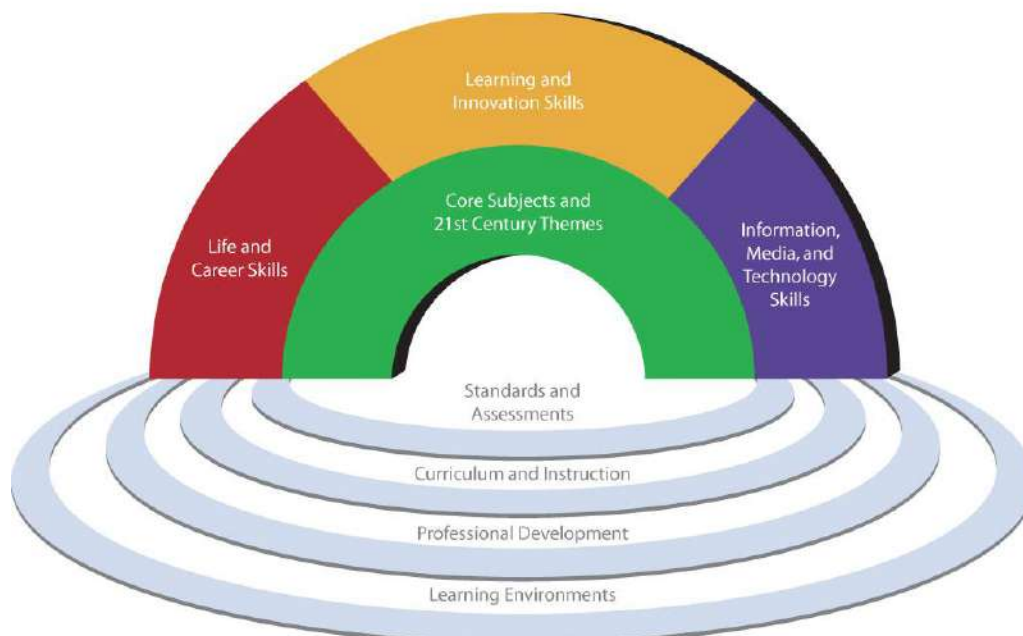 Learning and
Innovation Skills
Core Subjects and
21st Century Themes
Life and
Career Skills
Information,
Media, and
Technology
Skills
Standards and
Assessments
Curriculum and Instruction
Professional Development
Learning Environments